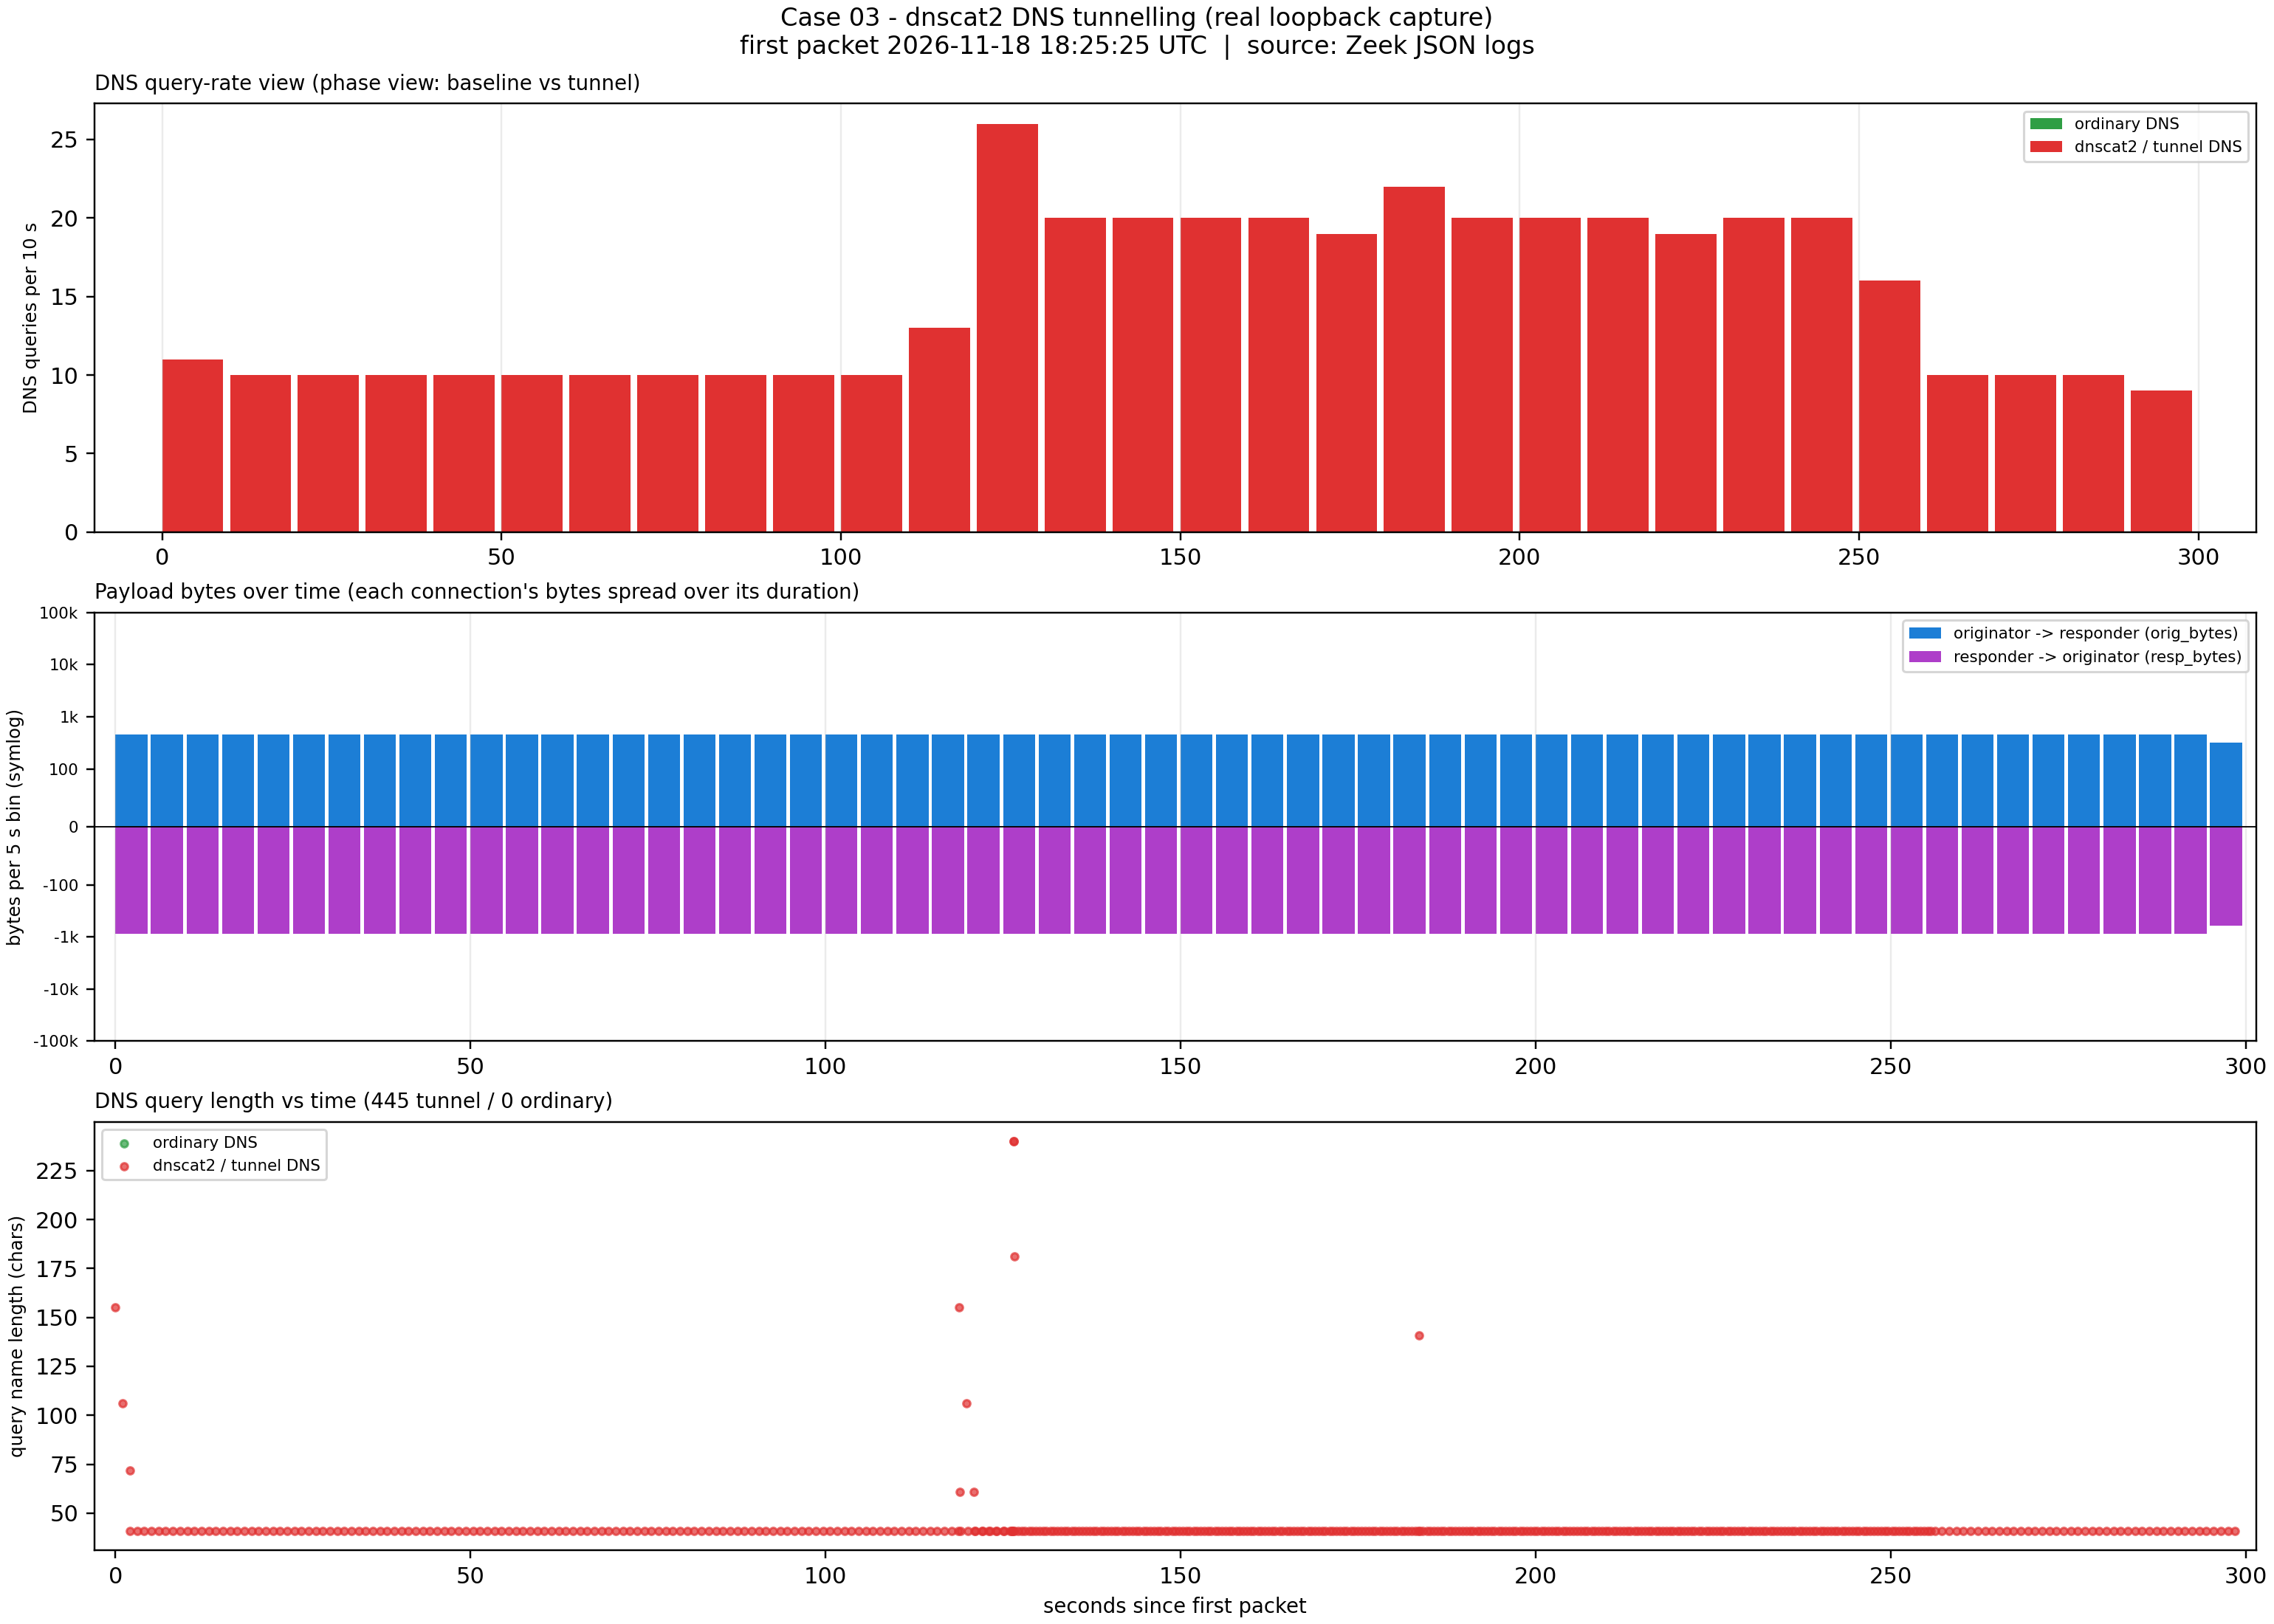 Case 03 - dnscat2 DNS tunnelling (real loopback capture)
first packet 2026-11-18 18:25:25 UTC | source: Zeek JSON logs
DNS query-rate view (phase view: baseline vs tunnel)
DNS queries per 10 s
25
20
15
10
5
0
ordinary DNS
dnscat2 / tunnel DNS
0 50 100 150 200 250 300
Payload bytes over time (each connection's bytes spread over its duration)
bytes per 5 s bin (symlog)
100k
10k
1k
100
0
-100
-1k
-10k
-100k
originator -> responder (orig_bytes)
responder -> originator (resp_bytes)
0 50 100 150 200 250 300
DNS query length vs time (445 tunnel / 0 ordinary)
query name length (chars)
225
200
175
150
125
100
75
50
ordinary DNS
dnscat2 / tunnel DNS
0 50 100 150 200 250 300
seconds since first packet